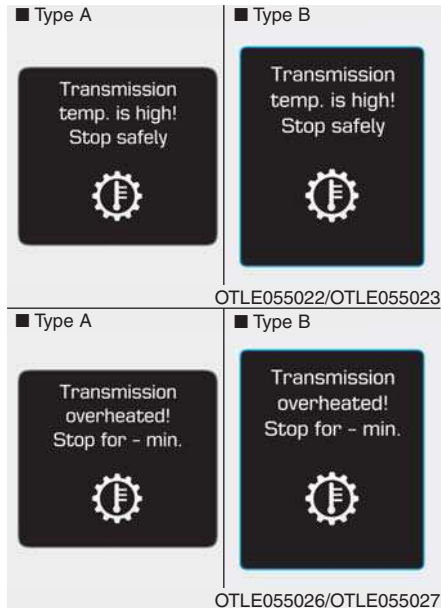 ■ Type A
■ Type B
Transmission
temp. is high!
Stop safely
Transmission
temp. is high!
Stop safely
OTLE055022/OTLE055023
■ Type A
■ Type B
Transmission
overheated!
Stop for - min.
Transmission
overheated!
Stop for - min.
OTLE055026/OTLE055027